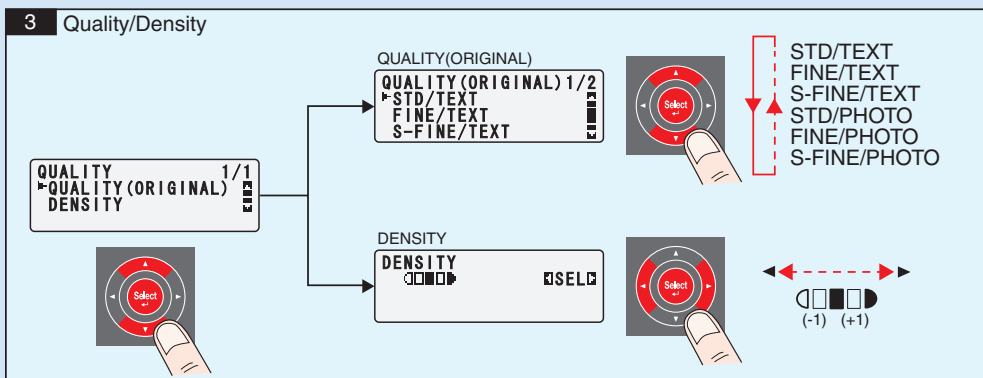 3 Quality/Density
QUALITY(ORIGINAL)
QUALITY(ORIGINAL)1/2
STD/TEXT
FINE/TEXT
S-FINE/TEXT
Select
STD/TEXT
FINE/TEXT
S-FINE/TEXT
STD/PHOTO
FINE/PHOTO
S-FINE/PHOTO
QUALITY 1/1
QUALITY(ORIGINAL)
DENSITY
Select
DENSITY
DENSITY
SEL
Select
(-1) (+1)